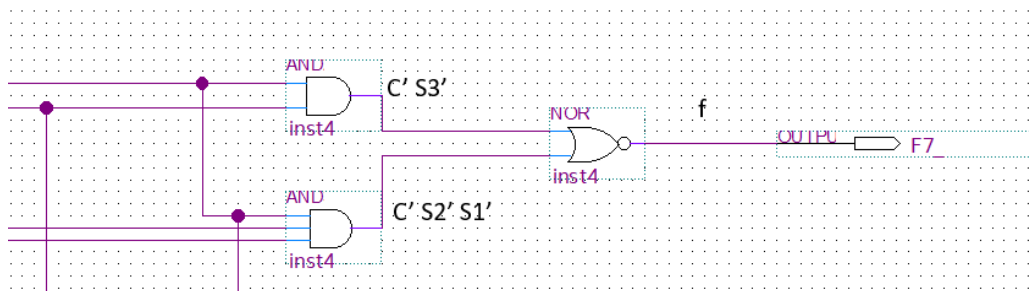 AND
C’ S3’
inst4
NOR
f
inst4
OUTPU
F7_
AND
C’ S2’ S1’
inst4